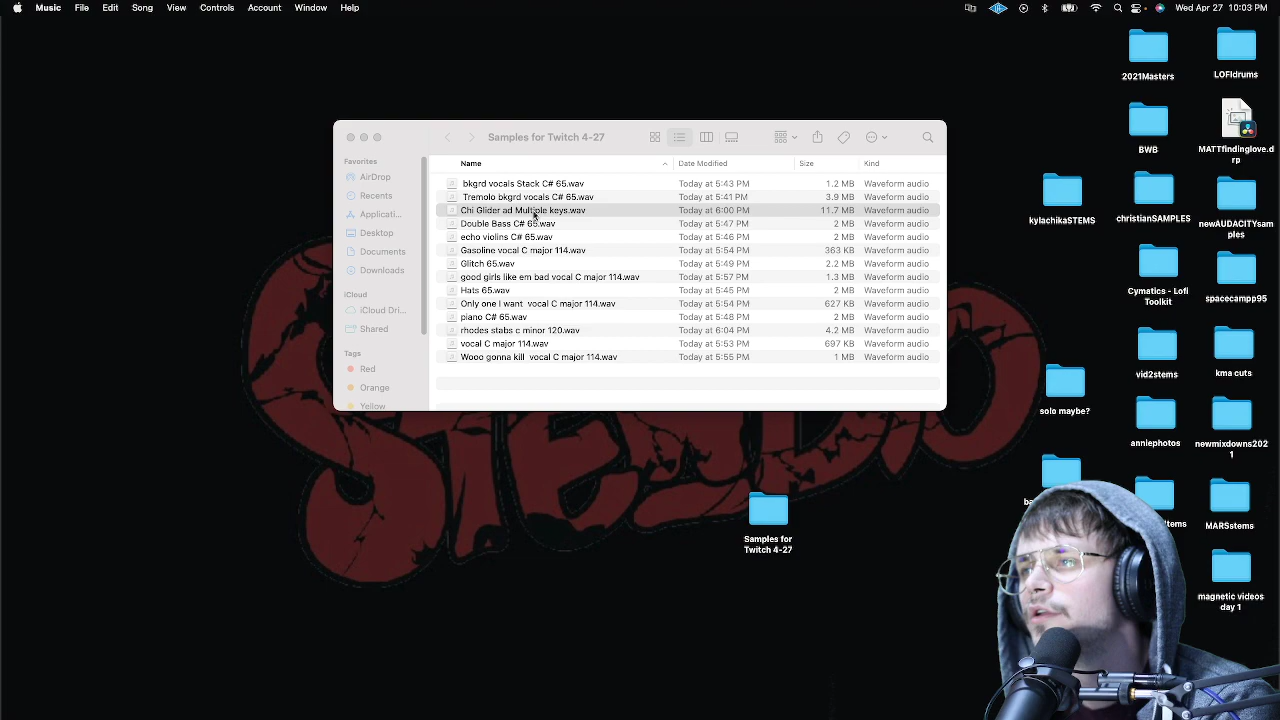 Music File Edit Song View Controls Account Window Help Wed Apr 27 10:03 PM
Samples for Twitch 4-27
Favorites
AirDrop
Recents
Applicati...
Desktop
Documents
Downloads
iCloud
iCloud Dri...
Shared
Tags
Red
Orange
Yellow
Name Date Modified Size Kind
bkgrd vocals Stack C# 65.wav Today at 5:43 PM 1.2 MB Waveform audio
Tremolo bkgrd vocals C# 65.wav Today at 5:41 PM 3.9 MB Waveform audio
Chi Glider ad Multiple keys.wav Today at 6:00 PM 11.7 MB Waveform audio
Double Bass C# 65.wav Today at 5:47 PM 2 MB Waveform audio
echo violins C# 65.wav Today at 5:46 PM 2 MB Waveform audio
Gasoline vocal C major 114.wav Today at 5:54 PM 363 KB Waveform audio
Glitch 65.wav Today at 5:49 PM 2.2 MB Waveform audio
good girls like em bad vocal C major 114.wav Today at 5:57 PM 1.3 MB Waveform audio
Hats 65.wav Today at 5:45 PM 2 MB Waveform audio
Only one I want vocal C major 114.wav Today at 5:54 PM 627 KB Waveform audio
piano C# 65.wav Today at 5:48 PM 2 MB Waveform audio
rhodes stabs c minor 120.wav Today at 6:04 PM 4.2 MB Waveform audio
vocal C major 114.wav Today at 5:53 PM 697 KB Waveform audio
Wooo gonna kill vocal C major 114.wav Today at 5:55 PM 1 MB Waveform audio
Samples for
Twitch 4-27
2021Masters
LOFIdrums
BWB
MATTfindinglove.d
rp
kylachikaSTEMS
christianSAMPLES
newAUDACITYsam
ples
Cymatics - Lofi
Toolkit
spacecampp95
vid2stems
kma cuts
solo maybe?
anniephotos
newmixdowns202
1
MARSstems
magnetic videos
day 1